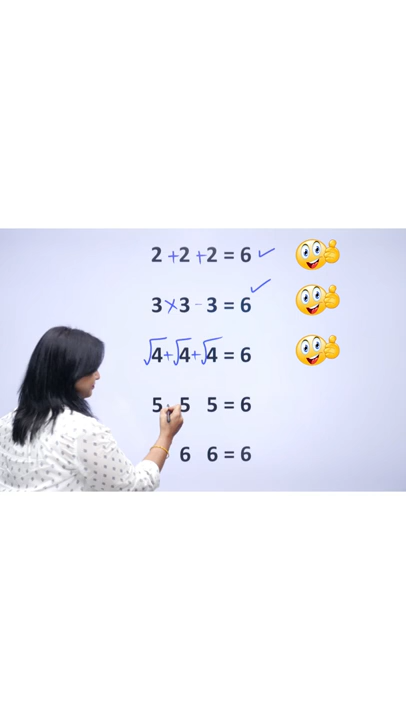 2 + 2 + 2 = 6 ✓
3 × 3 - 3 = 6 ✓
√4 + √4 + √4 = 6
5 5 5 = 6
6 6 = 6